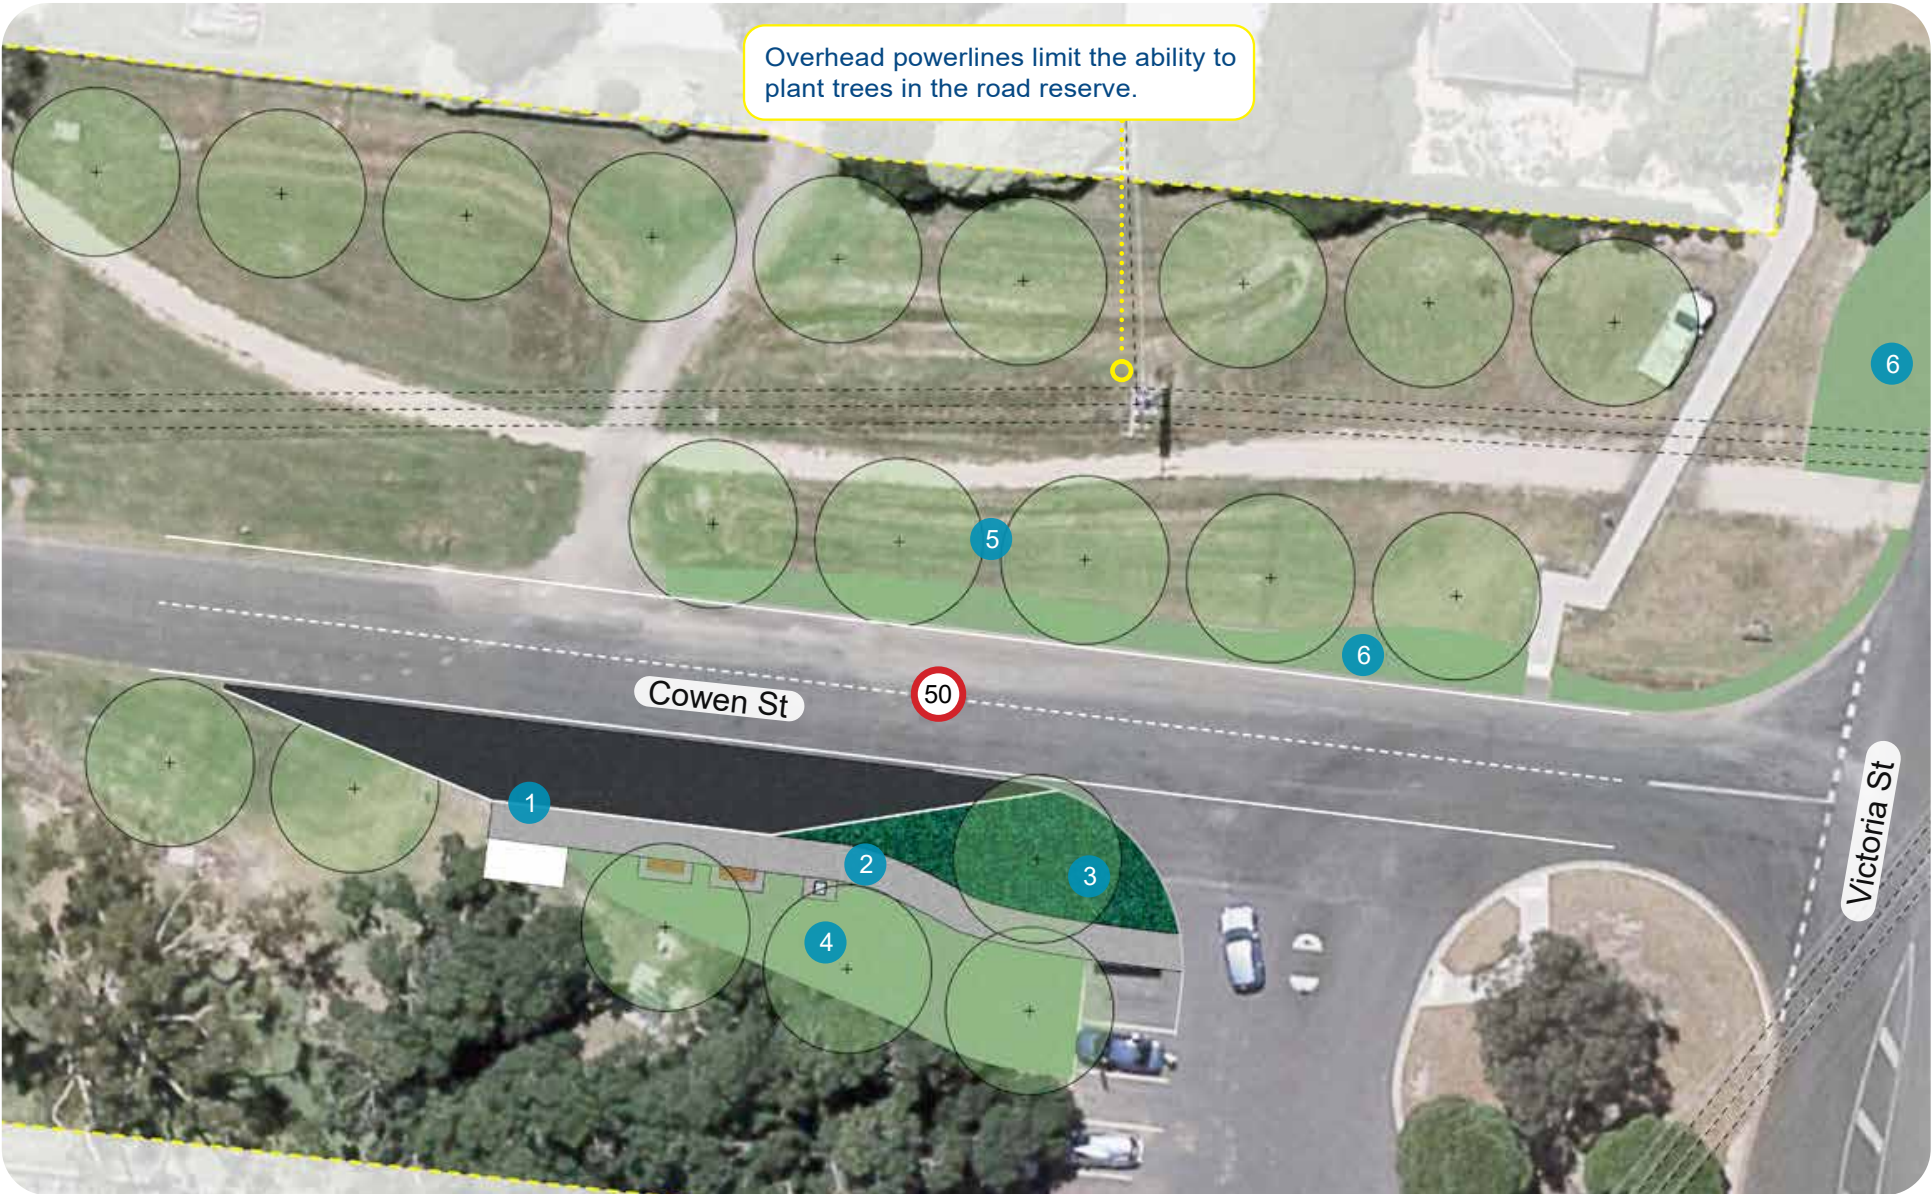 Overhead powerlines limit the ability to
plant trees in the road reserve.
6
5
6
50
Cowen St
1
2
3
4
Victoria St